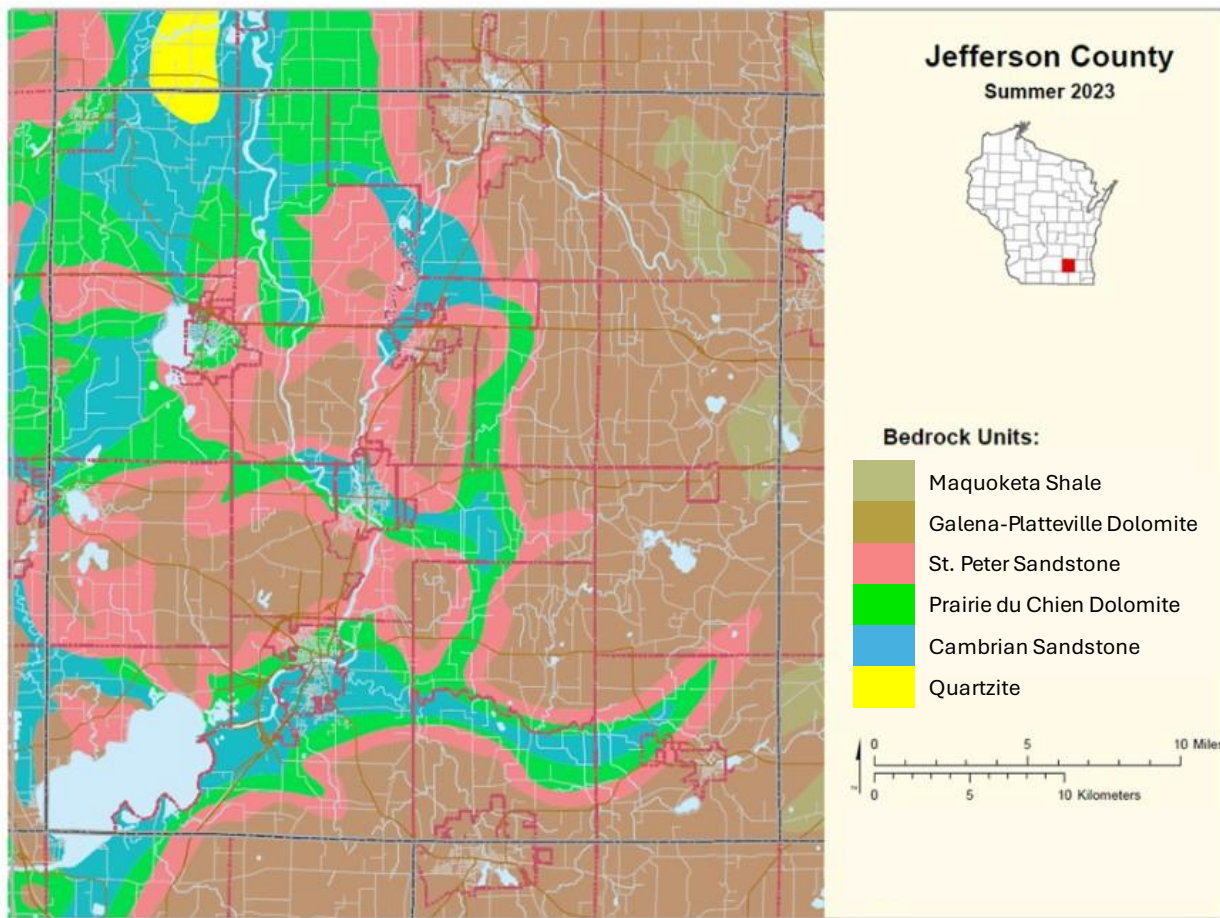 Jefferson County
Summer 2023
Bedrock Units:
Maquoketa Shale
Galena-Platteville Dolomite
St. Peter Sandstone
Prairie du Chien Dolomite
Cambrian Sandstone
Quartzite
0 5 10 Miles
0 5 10 Kilometers